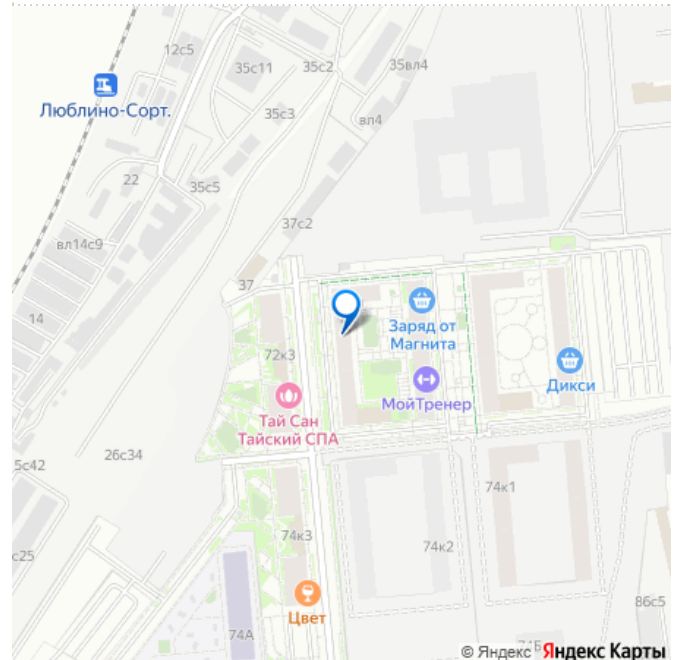 12с5
35с11
35с2
35вл4
Люблино-Сорт.
35с3
вл4
22
35с5
37с2
вл14с9
37
14
Заряд от
Магнита
72к3
Дикси
МойТренер
Тай Сан
Тайский СПА
26с34
5с42
74к1
74к3
74к2
с25
Цвет
86с5
74А
© Яндекс Яндекс Карты